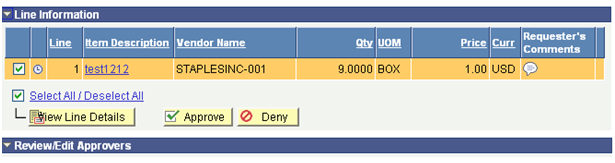 Line Information
Line Item Description Vendor Name Qty UOM Price Curr Requester's Comments
1 test1212 STAPLESINC-001 9.0000 BOX 1.00 USD
Select All / Deselect All
View Line Details Approve Deny
Review/Edit Approvers